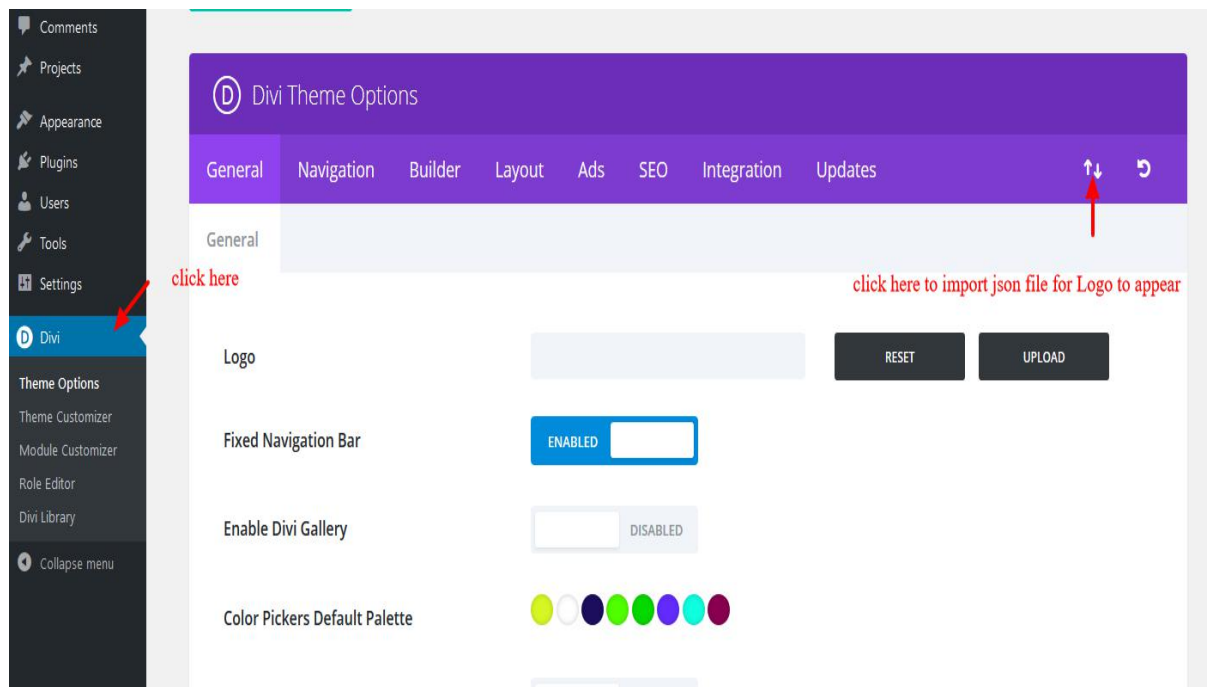 Comments
Projects
Appearance
Plugins
Users
Tools
Settings
Divi
Theme Options
Theme Customizer
Module Customizer
Role Editor
Divi Library
Collapse menu
D Divi Theme Options
General Navigation Builder Layout Ads SEO Integration Updates
General
click here
click here to import json file for Logo to appear
Logo RESET UPLOAD
Fixed Navigation Bar ENABLED
Enable Divi Gallery DISABLED
Color Pickers Default Palette